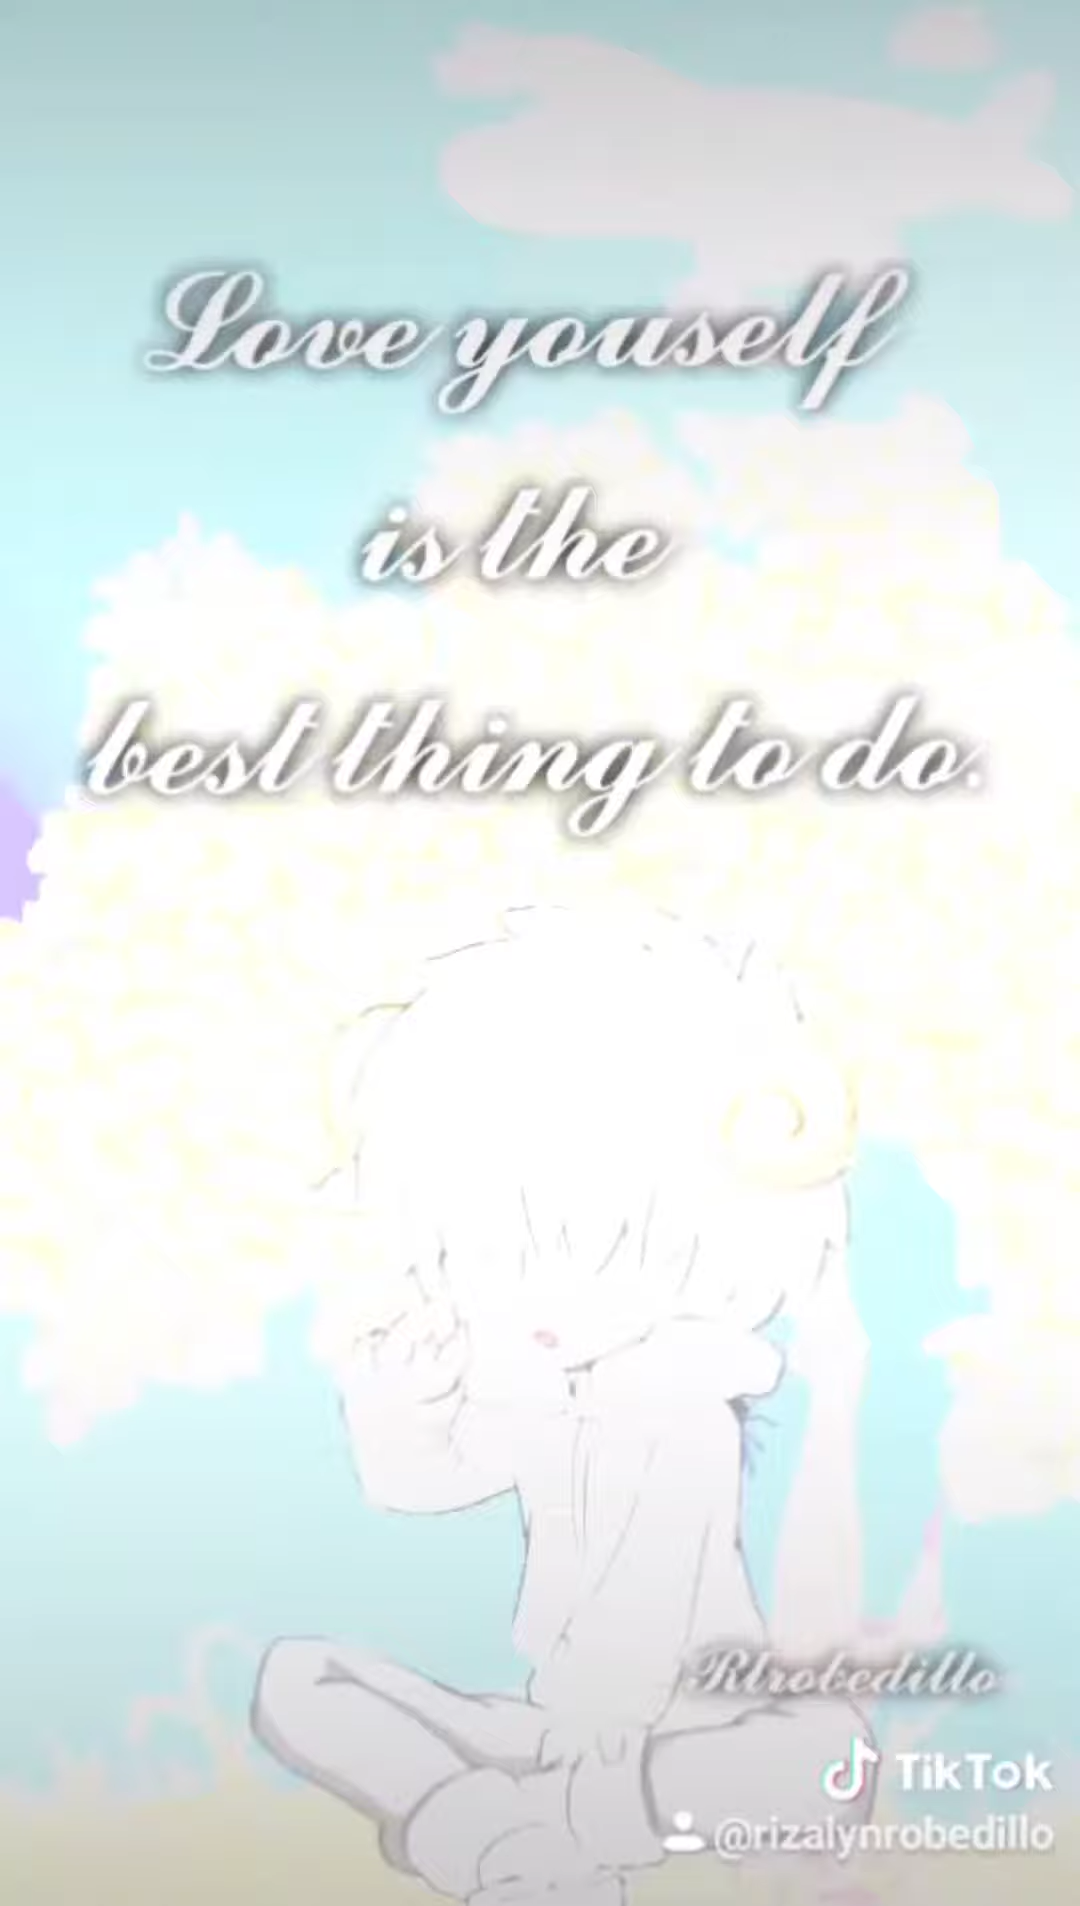 Love youself
is the
best thing to do.
Rlrobedillo
TikTok
@rizalynrobedillo